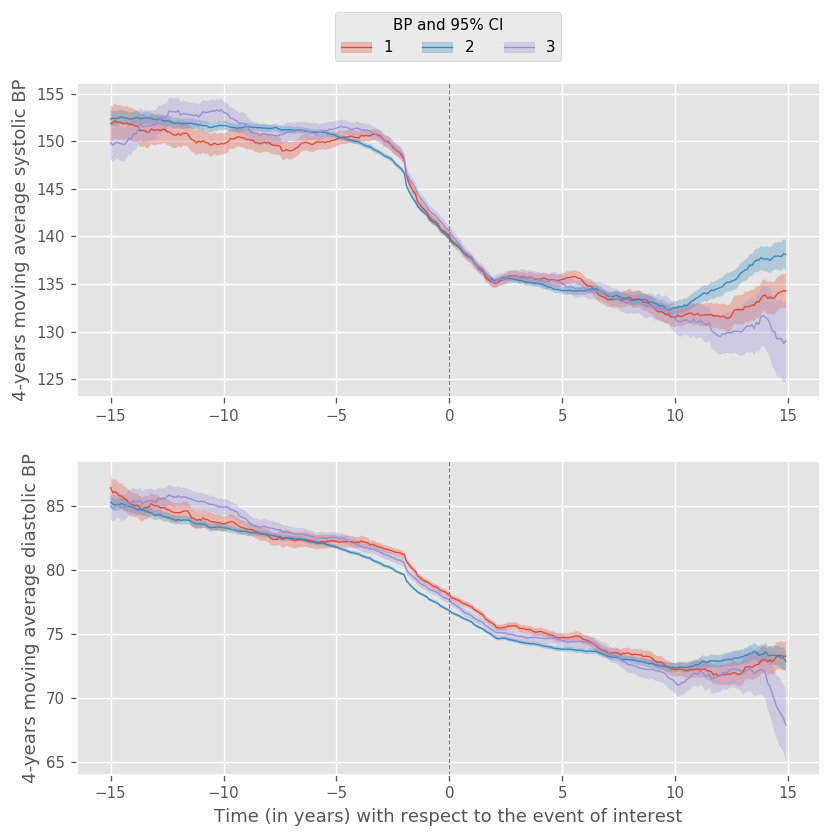 BP and 95% CI
1 2 3
4-years moving average systolic BP
155
150
145
140
135
130
125
−15 −10 −5 0 5 10 15
4-years moving average diastolic BP
85
80
75
70
65
−15 −10 −5 0 5 10 15
Time (in years) with respect to the event of interest